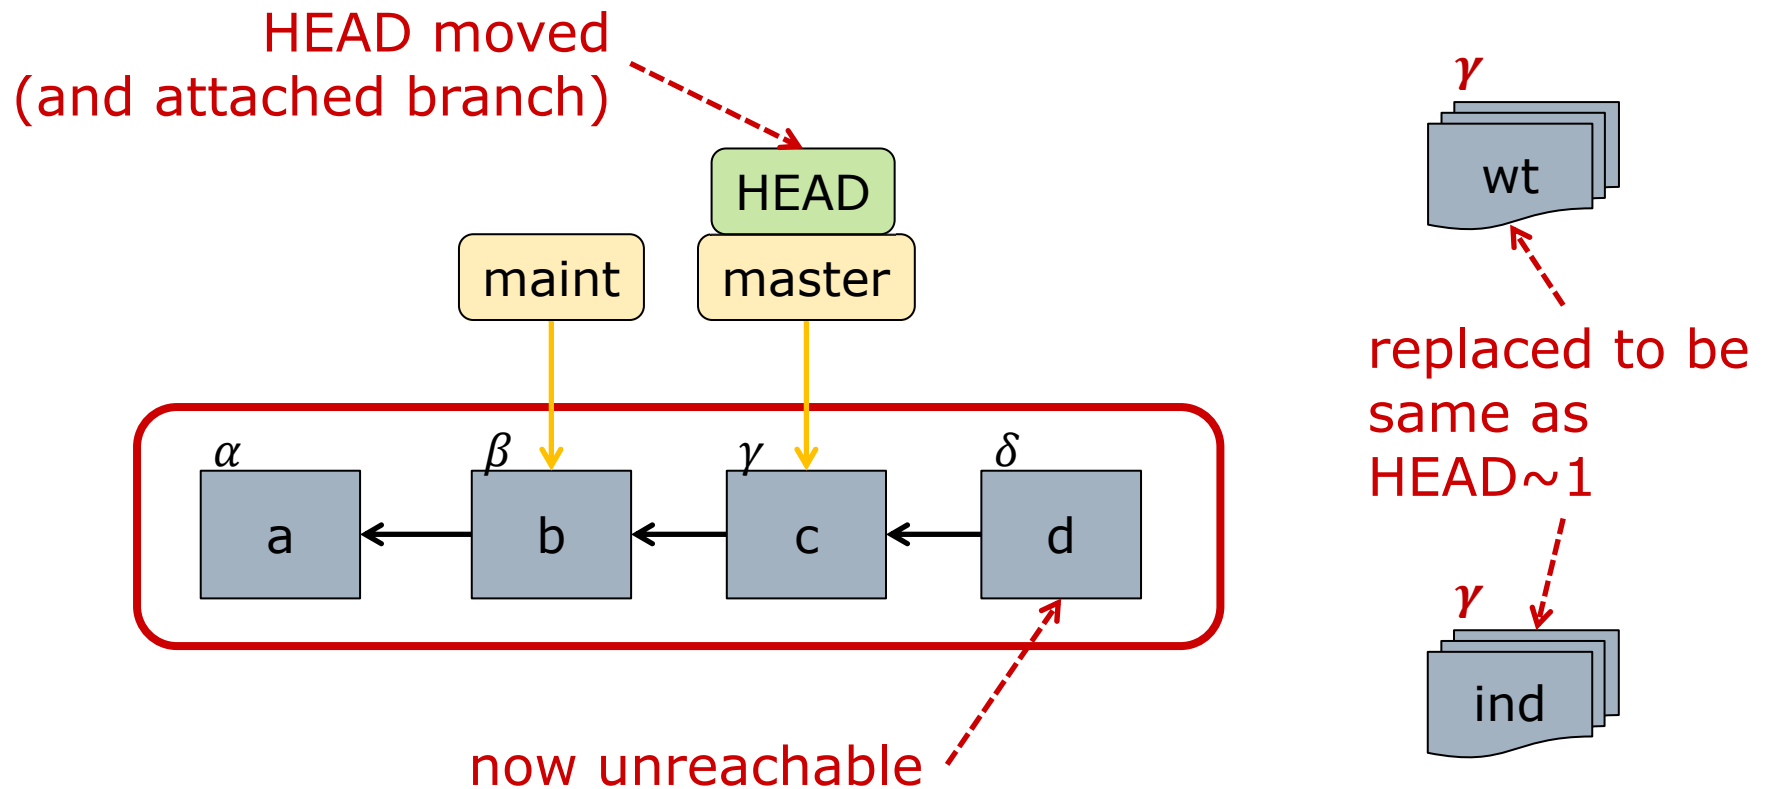 HEAD moved
(and attached branch)
HEAD
maint
master
α
β
γ
δ
a
b
c
d
now unreachable
γ
wt
replaced to be
same as
HEAD~1
γ
ind